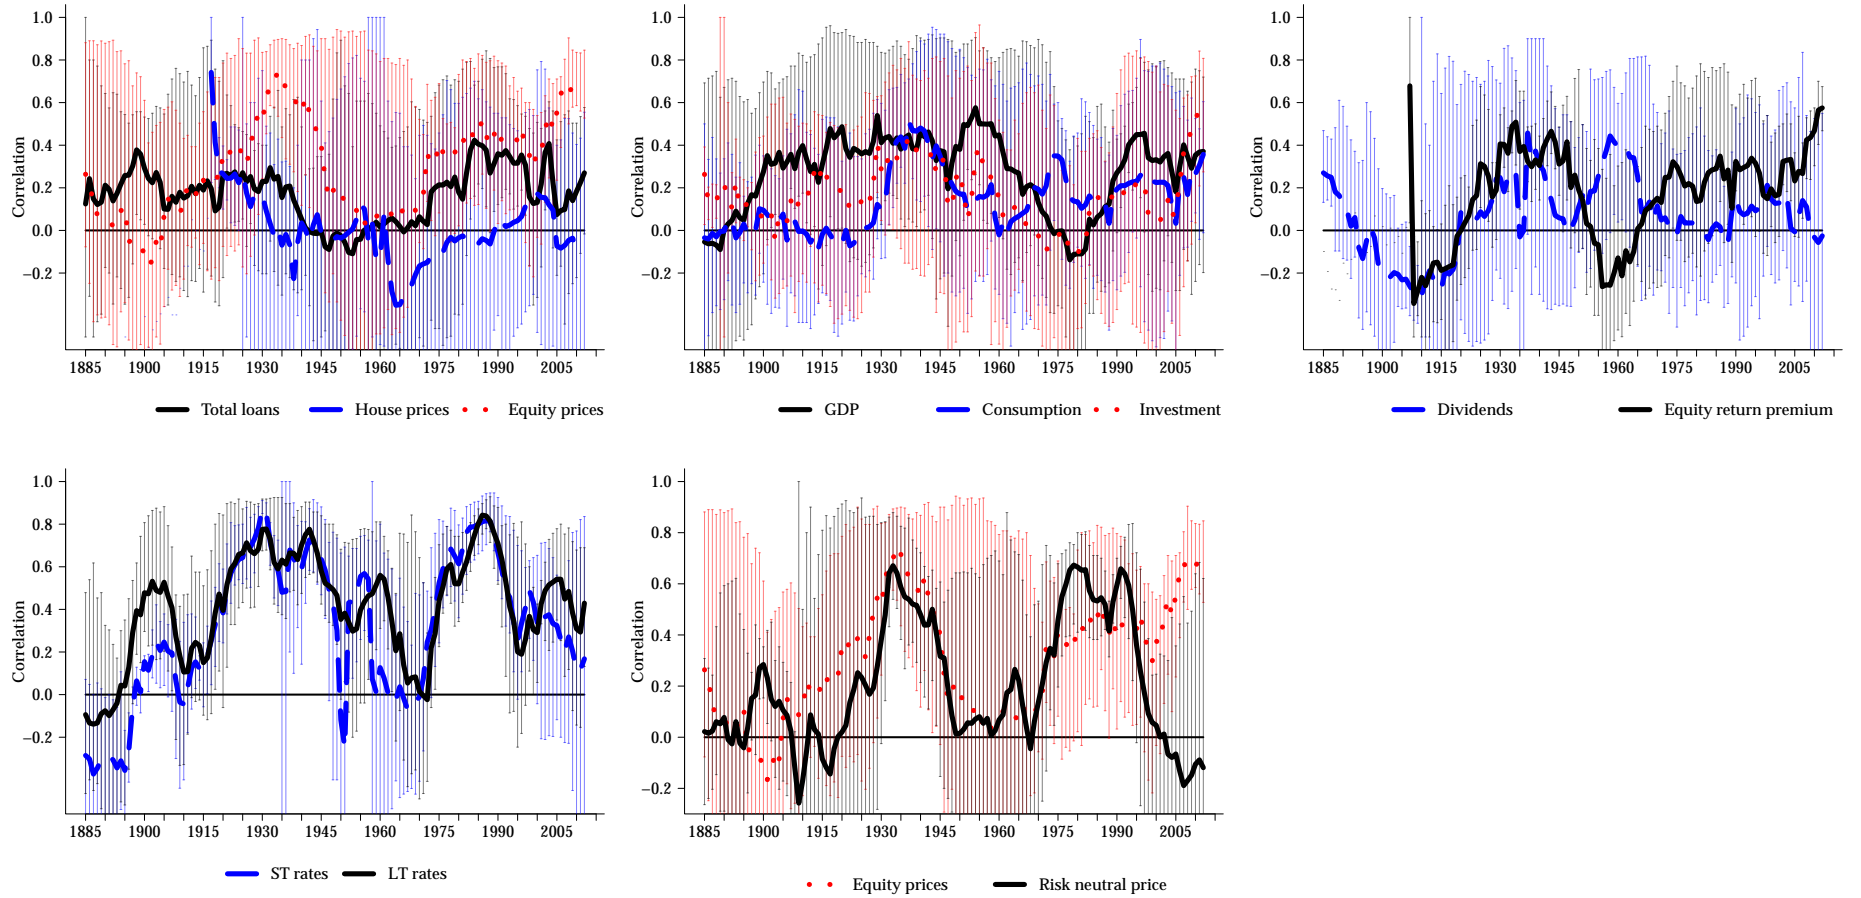 Correlation
1.0
0.8
0.6
0.4
0.2
0.0
−0.2
1885 1900 1915 1930 1945 1960 1975 1990 2005
Total loans House prices Equity prices
Correlation
1.0
0.8
0.6
0.4
0.2
0.0
−0.2
1885 1900 1915 1930 1945 1960 1975 1990 2005
GDP Consumption Investment
Correlation
1.0
0.8
0.6
0.4
0.2
0.0
−0.2
1885 1900 1915 1930 1945 1960 1975 1990 2005
Dividends Equity return premium
Correlation
1.0
0.8
0.6
0.4
0.2
0.0
−0.2
1885 1900 1915 1930 1945 1960 1975 1990 2005
ST rates LT rates
Correlation
1.0
0.8
0.6
0.4
0.2
0.0
−0.2
1885 1900 1915 1930 1945 1960 1975 1990 2005
Equity prices Risk neutral price